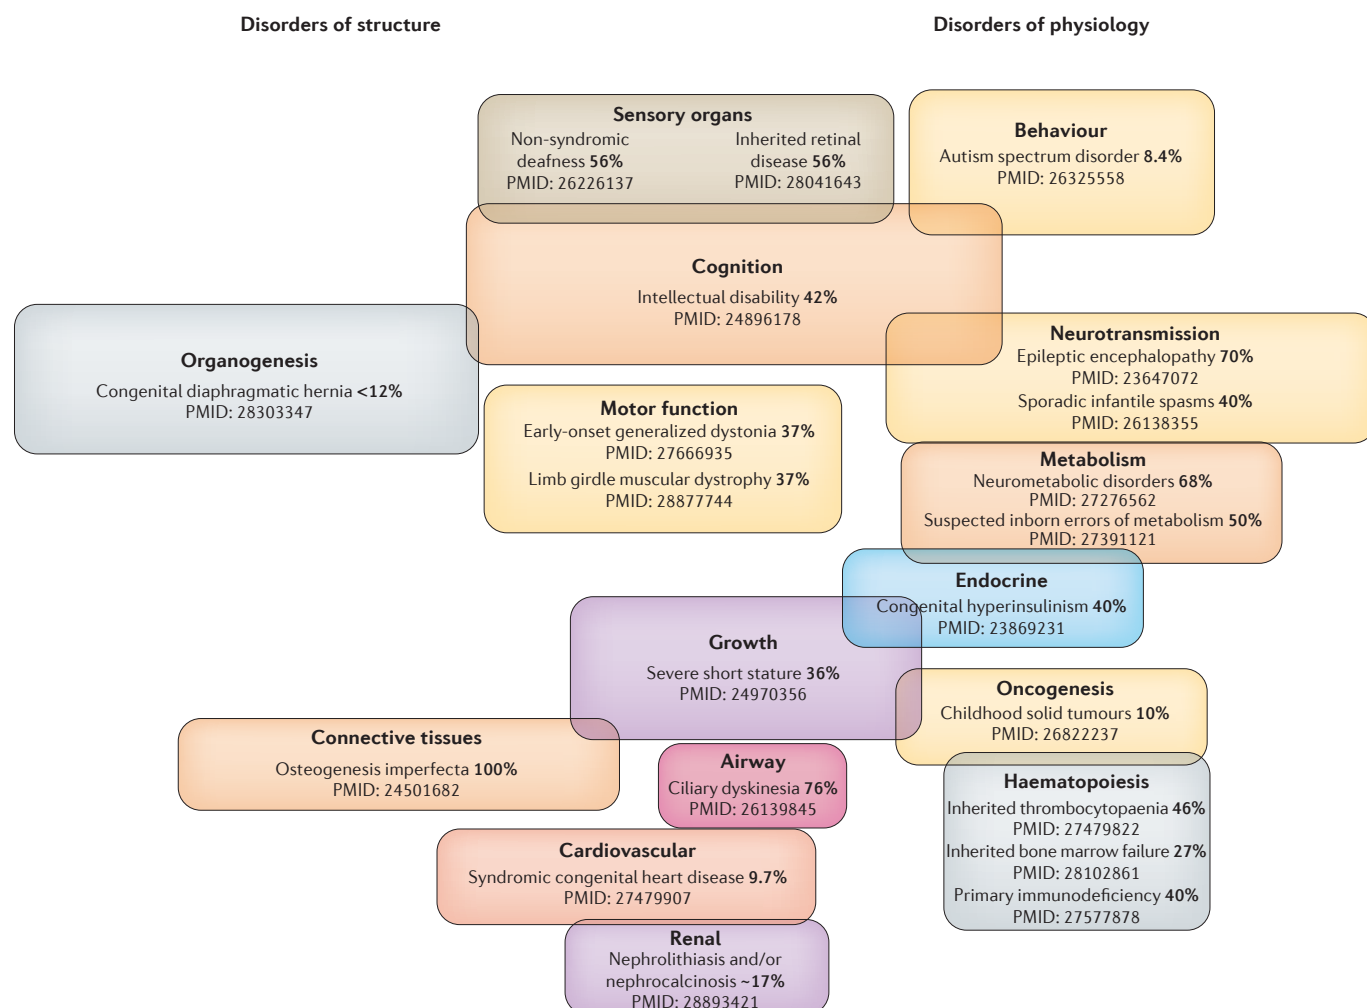 Disorders of structure
Disorders of physiology
Sensory organs
Non-syndromic
deafness 56%
PMID: 26226137
Inherited retinal
disease 56%
PMID: 28041643
Behaviour
Autism spectrum disorder 8.4%
PMID: 26325558
Cognition
Intellectual disability 42%
PMID: 24896178
Organogenesis
Congenital diaphragmatic hernia <12%
PMID: 28303347
Neurotransmission
Epileptic encephalopathy 70%
PMID: 23647072
Sporadic infantile spasms 40%
PMID: 26138355
Motor function
Early-onset generalized dystonia 37%
PMID: 27666935
Limb girdle muscular dystrophy 37%
PMID: 28877744
Metabolism
Neurometabolic disorders 68%
PMID: 27276562
Suspected inborn errors of metabolism 50%
PMID: 27391121
Endocrine
Congenital hyperinsulinism 40%
PMID: 23869231
Growth
Severe short stature 36%
PMID: 24970356
Oncogenesis
Childhood solid tumours 10%
PMID: 26822237
Connective tissues
Osteogenesis imperfecta 100%
PMID: 24501682
Airway
Ciliary dyskinesia 76%
PMID: 26139845
Haematopoiesis
Inherited thrombocytopaenia 46%
PMID: 27479822
Inherited bone marrow failure 27%
PMID: 28102861
Primary immunodeficiency 40%
PMID: 27577878
Cardiovascular
Syndromic congenital heart disease 9.7%
PMID: 27479907
Renal
Nephrolithiasis and/or
nephrocalcinosis ~17%
PMID: 28893421